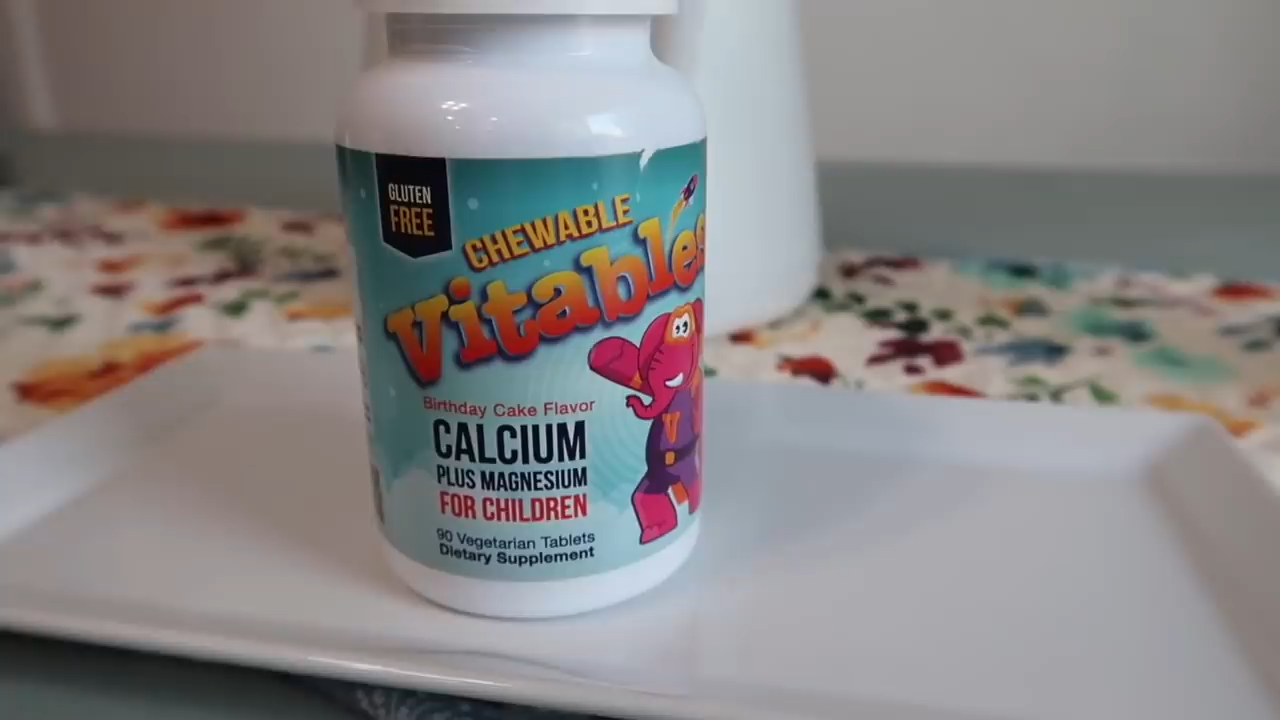 GLUTEN
FREE
CHEWABLE
Vitables
Birthday Cake Flavor
CALCIUM
PLUS MAGNESIUM
FOR CHILDREN
90 Vegetarian Tablets
Dietary Supplement
V